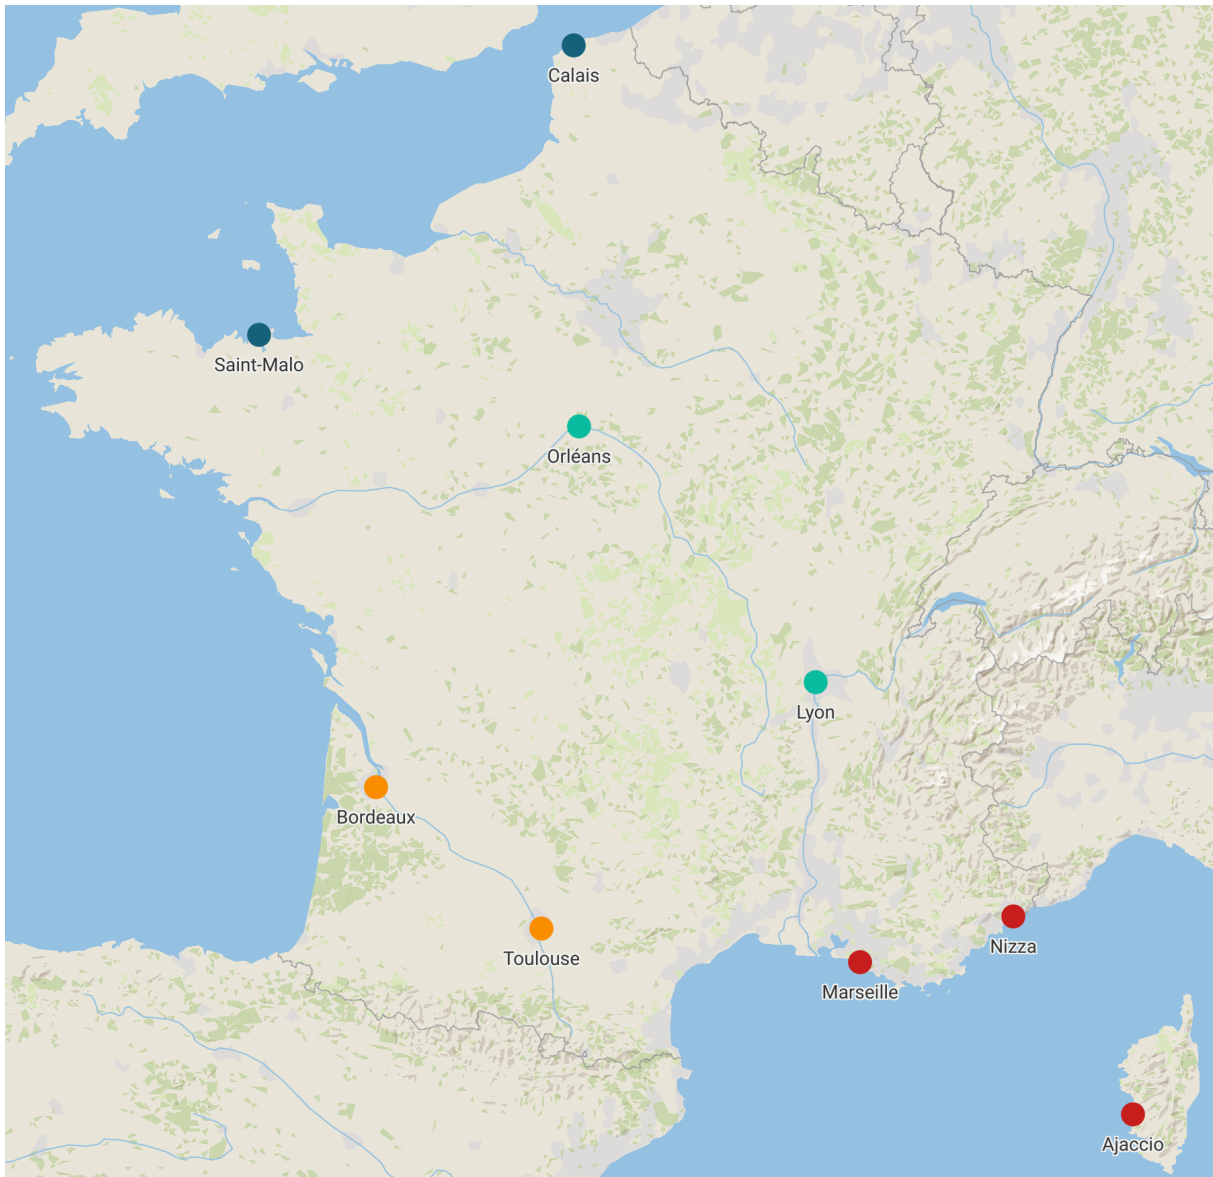 Calais
Saint-Malo
Orléans
Lyon
Bordeaux
Toulouse
Nizza
Marseille
Ajaccio